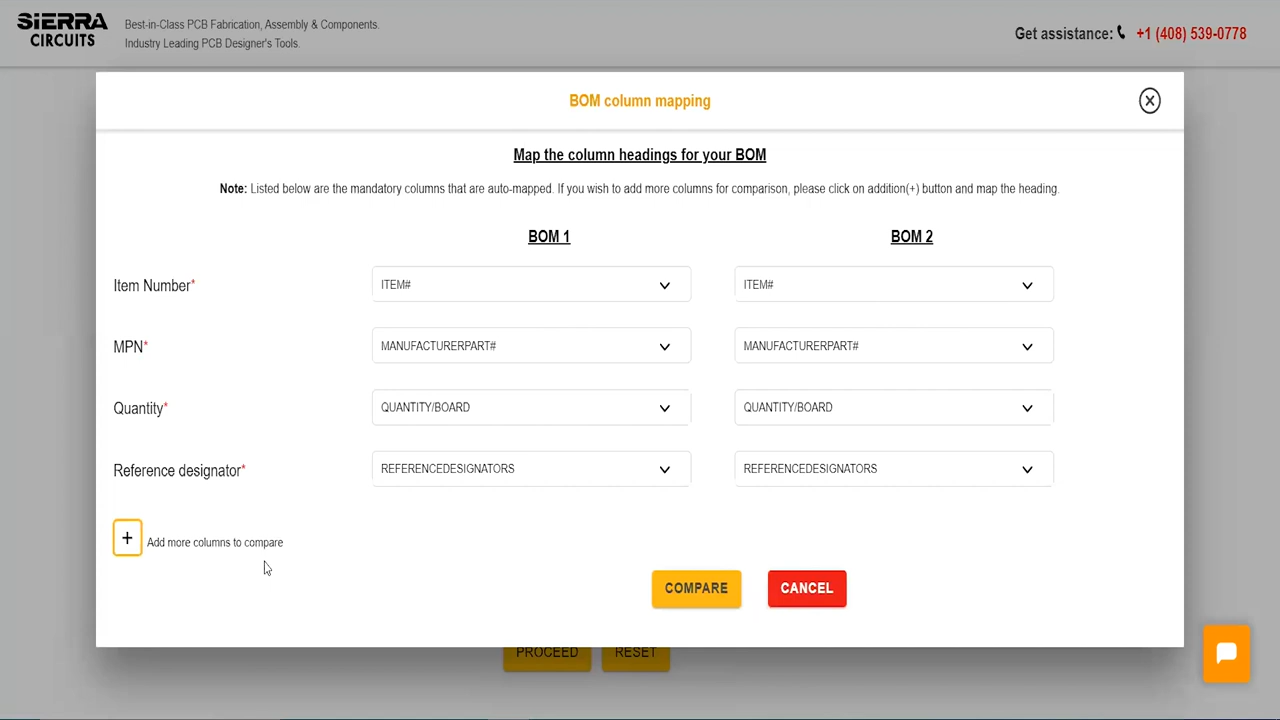 SIERRA
CIRCUITS
Best-in-Class PCB Fabrication, Assembly & Components.
Industry Leading PCB Designer's Tools.
Get assistance: +1 (408) 539-0778
BOM column mapping
Map the column headings for your BOM
Note: Listed below are the mandatory columns that are auto-mapped. If you wish to add more columns for comparison, please click on addition(+) button and map the heading.
BOM 1 BOM 2
Item Number* ITEM# ITEM#
MPN* MANUFACTURERPART# MANUFACTURERPART#
Quantity* QUANTITY/BOARD QUANTITY/BOARD
Reference designator* REFERENCEDESIGNATORS REFERENCEDESIGNATORS
+ Add more columns to compare
COMPARE CANCEL
PROCEED RESET